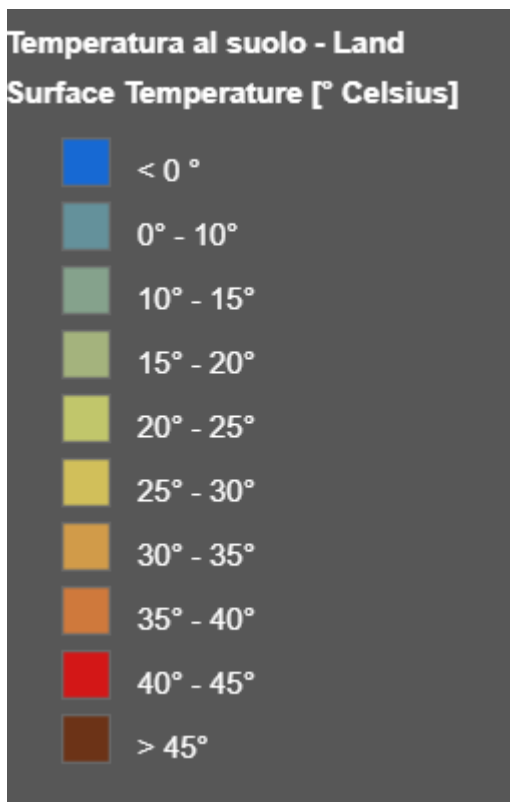 Temperatura al suolo - Land
Surface Temperature [° Celsius]
< 0 °
0° - 10°
10° - 15°
15° - 20°
20° - 25°
25° - 30°
30° - 35°
35° - 40°
40° - 45°
> 45°